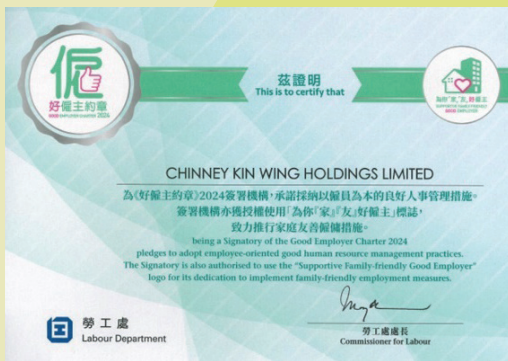 僱
好僱主約章
GOOD EMPLOYER CHARTER 2024
茲證明
This is to certify that
CHINNEY KIN WING HOLDINGS LIMITED
為《好僱主約章》2024簽署機構，承諾採納以僱員為本的良好人事管理措施。
簽署機構亦獲授權使用「為你『家』『友』好僱主」標誌，
致力推行家庭友善僱傭措施。
being a Signatory of the Good Employer Charter 2024
pledges to adopt employee-oriented good human resource management practices.
The Signatory is also authorised to use the “Supportive Family-friendly Good Employer”
logo for its dedication to implement family-friendly employment measures.
勞工處
Labour Department
勞工處處長
Commissioner for Labour